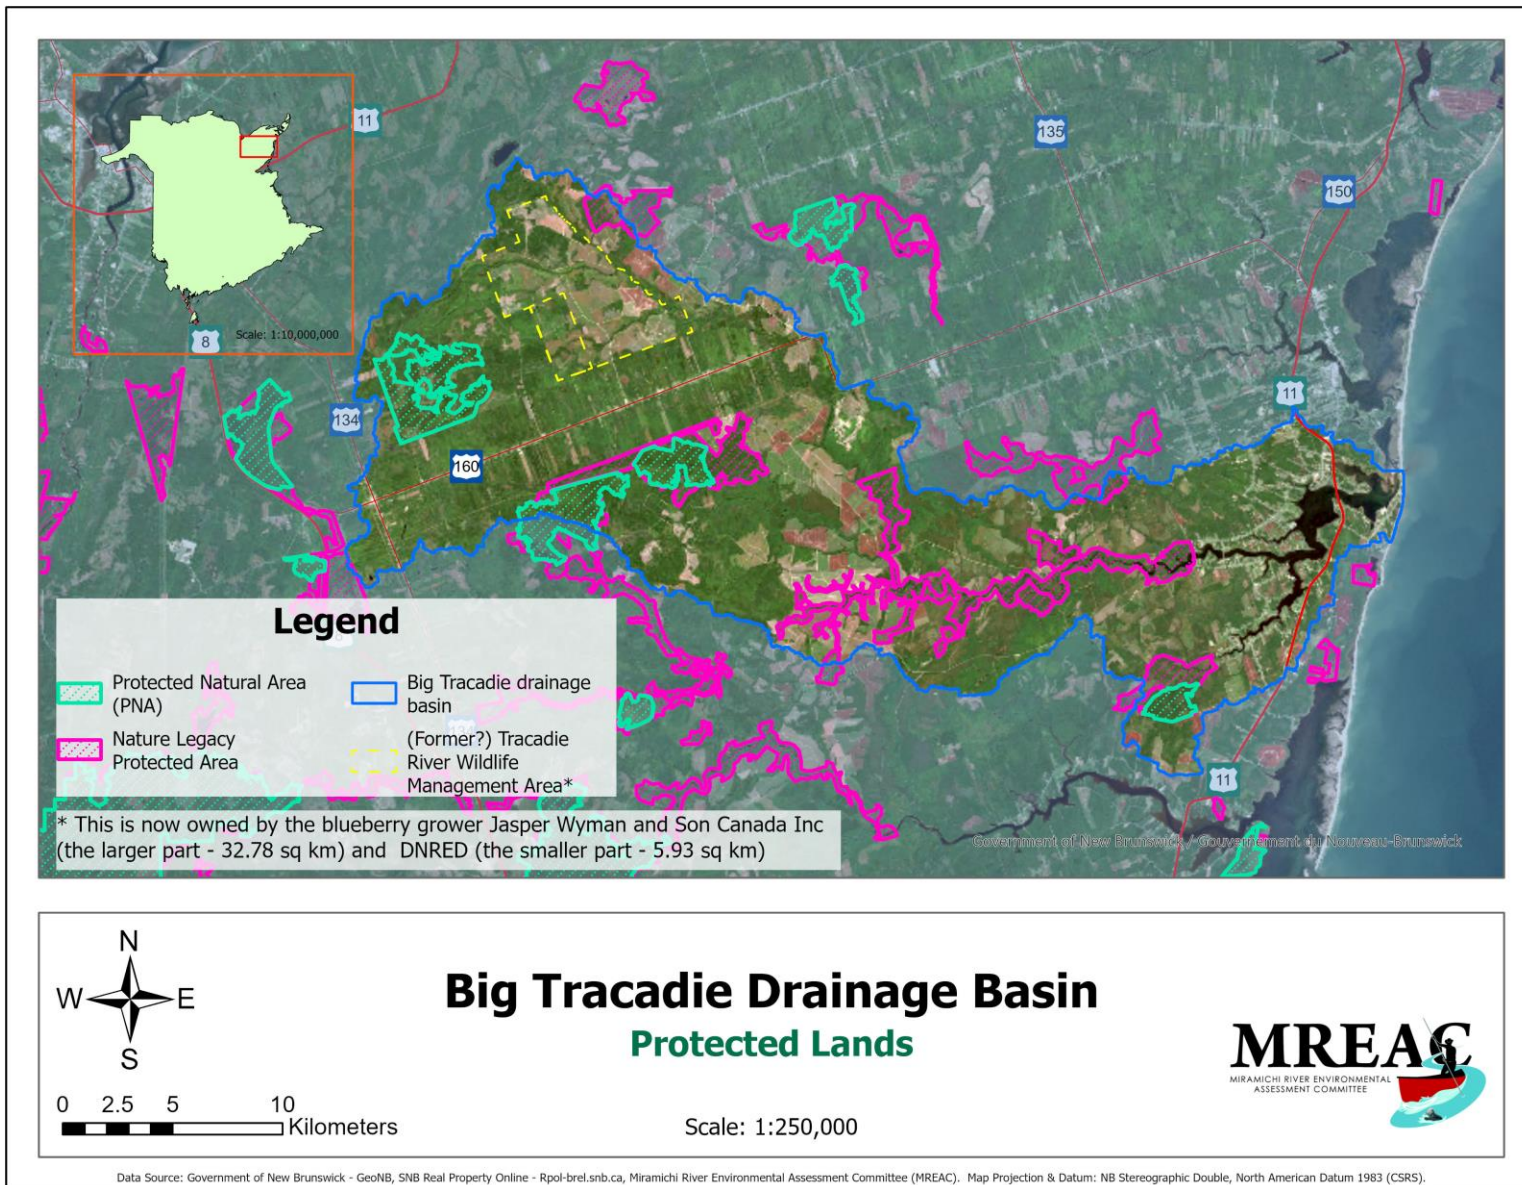 11
135
150
Scale: 1:10,000,000
8
134
11
160
Legend
Protected Natural Area
(PNA)
Big Tracadie drainage
basin
Nature Legacy
Protected Area
(Former?) Tracadie
River Wildlife
Management Area*
11
* This is now owned by the blueberry grower Jasper Wyman and Son Canada Inc
(the larger part - 32.78 sq km) and DNRED (the smaller part - 5.93 sq km)
Government of New Brunswick / Gouvernement du Nouveau-Brunswick
N
W E
S
0 2.5 5 10
Kilometers
Big Tracadie Drainage Basin
Protected Lands
Scale: 1:250,000
MREAC
MIRAMICHI RIVER ENVIRONMENTAL
ASSESSMENT COMMITTEE
Data Source: Government of New Brunswick - GeoNB, SNB Real Property Online - Rpol-brel.snb.ca, Miramichi River Environmental Assessment Committee (MREAC). Map Projection & Datum: NB Stereographic Double, North American Datum 1983 (CSRS).